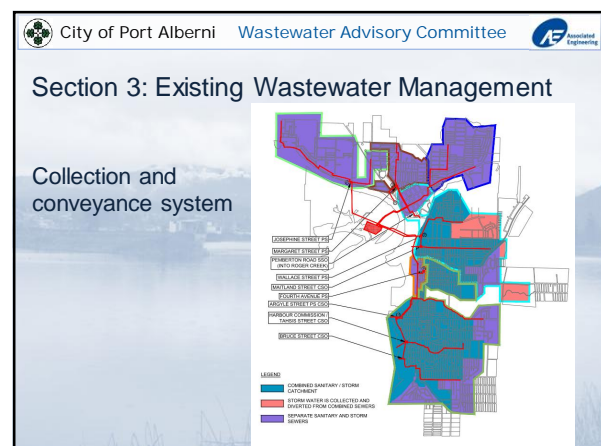 City of Port Alberni Wastewater Advisory Committee
Associated
Engineering
Section 3: Existing Wastewater Management
Collection and
conveyance system
JOSEPHINE STREET PS
MARGARET STREET PS
PEMBERTON ROAD SSO
(INTO ROGER CREEK)
WALLACE STREET PS
MAITLAND STREET CSO
FOURTH AVENUE PS
ARGYLE STREET PS CSO
HARBOUR COMMISSION /
TAHSIS STREET CSO
BRUCE STREET CSO
LEGEND
COMBINED SANITARY / STORM
CATCHMENT
STORM WATER IS COLLECTED AND
DIVERTED FROM COMBINED SEWERS
SEPARATE SANITARY AND STORM
SEWERS